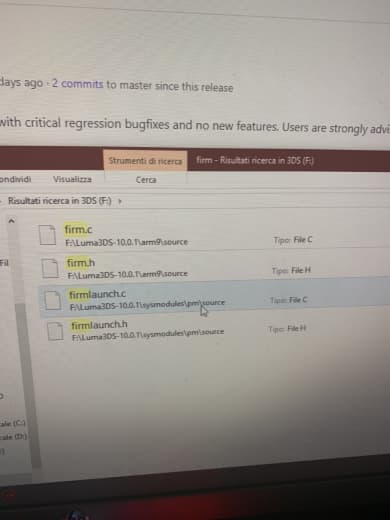 days ago · 2 commits to master since this release
with critical regression bugfixes and no new features. Users are strongly advi
Strumenti di ricerca
firm - Risultati ricerca in 3DS (F:)
ondividi Visualizza Cerca
Risultati ricerca in 3DS (F:)
firm.c
F:\Luma3DS-10.0.1\arm9\source Tipo: File C
firm.h
F:\Luma3DS-10.0.1\arm9\source Tipo: File H
Fil
firmlaunch.c
F:\Luma3DS-10.0.1\sysmodules\pm\source Tipo: File C
firmlaunch.h
F:\Luma3DS-10.0.1\sysmodules\pm\source Tipo: File H
ale (C:)
cale (D:)